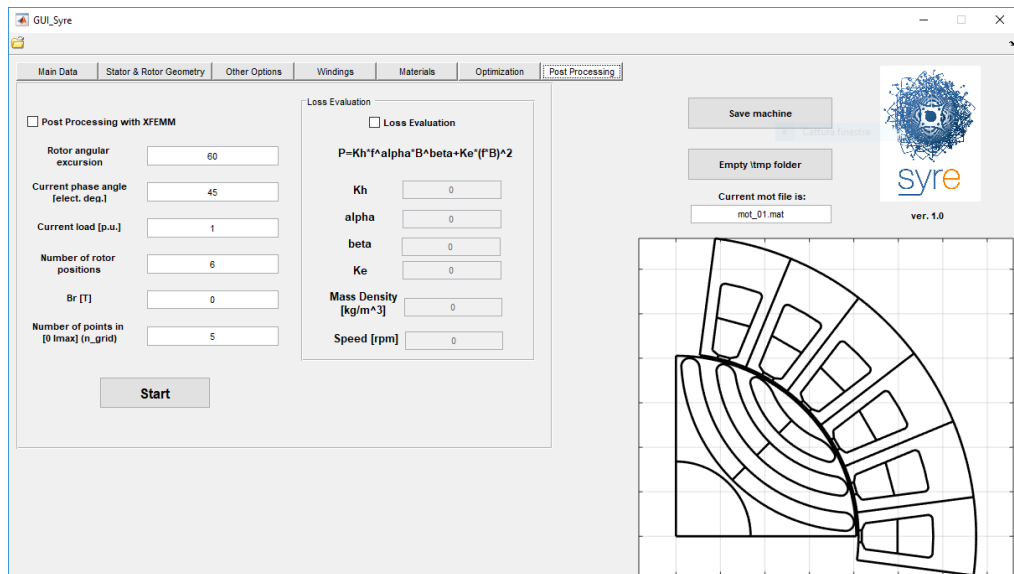 GUI_Syre
Main Data
Stator & Rotor Geometry
Other Options
Windings
Materials
Optimization
Post Processing
Post Processing with XFEMM
Rotor angular
excursion
60
Current phase angle
[elect. deg.]
45
Current load [p.u.]
1
Number of rotor
positions
6
Br [T]
0
Number of points in
[0 Imax] (n_grid)
5
Start
Loss Evaluation
Loss Evaluation
P=Kh*f^alpha*B^beta+Ke*(f*B)^2
Kh
0
alpha
0
beta
0
Ke
0
Mass Density
[kg/m^3]
0
Speed [rpm]
0
Save machine
Cattura finestra
Empty \tmp folder
Current mot file is:
mot_01.mat
syre
ver. 1.0